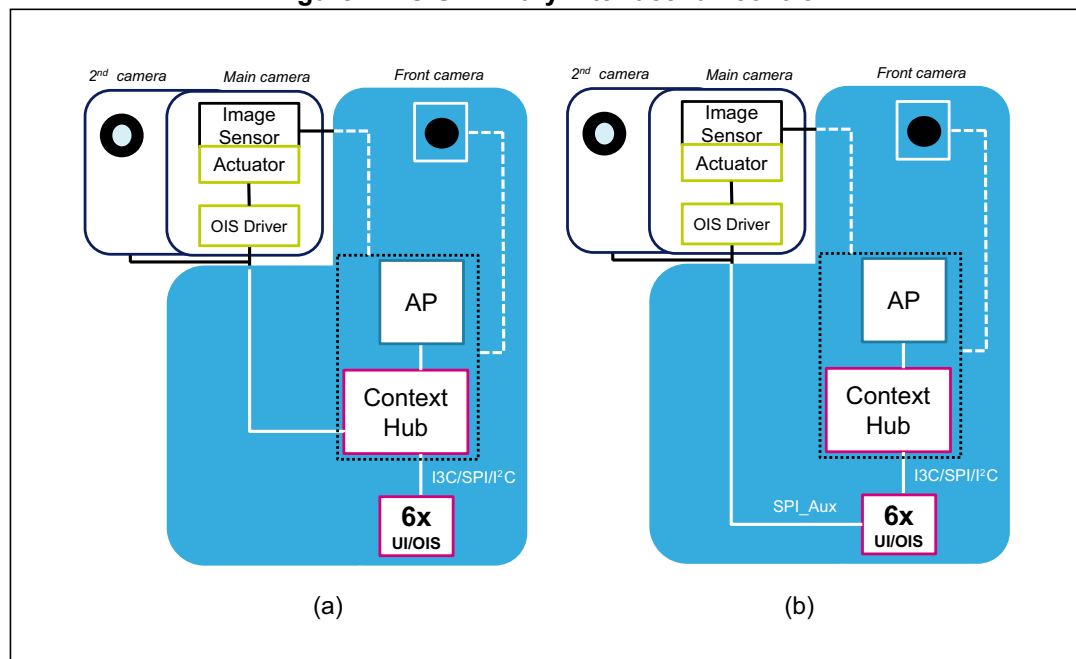 2nd camera
Main camera
Front camera
Image
Sensor
Actuator
OIS Driver
AP
Context
Hub
I3C/SPI/I²C
6x
UI/OIS
(a)
2nd camera
Main camera
Front camera
Image
Sensor
Actuator
OIS Driver
AP
Context
Hub
I3C/SPI/I²C
SPI_Aux
6x
UI/OIS
(b)